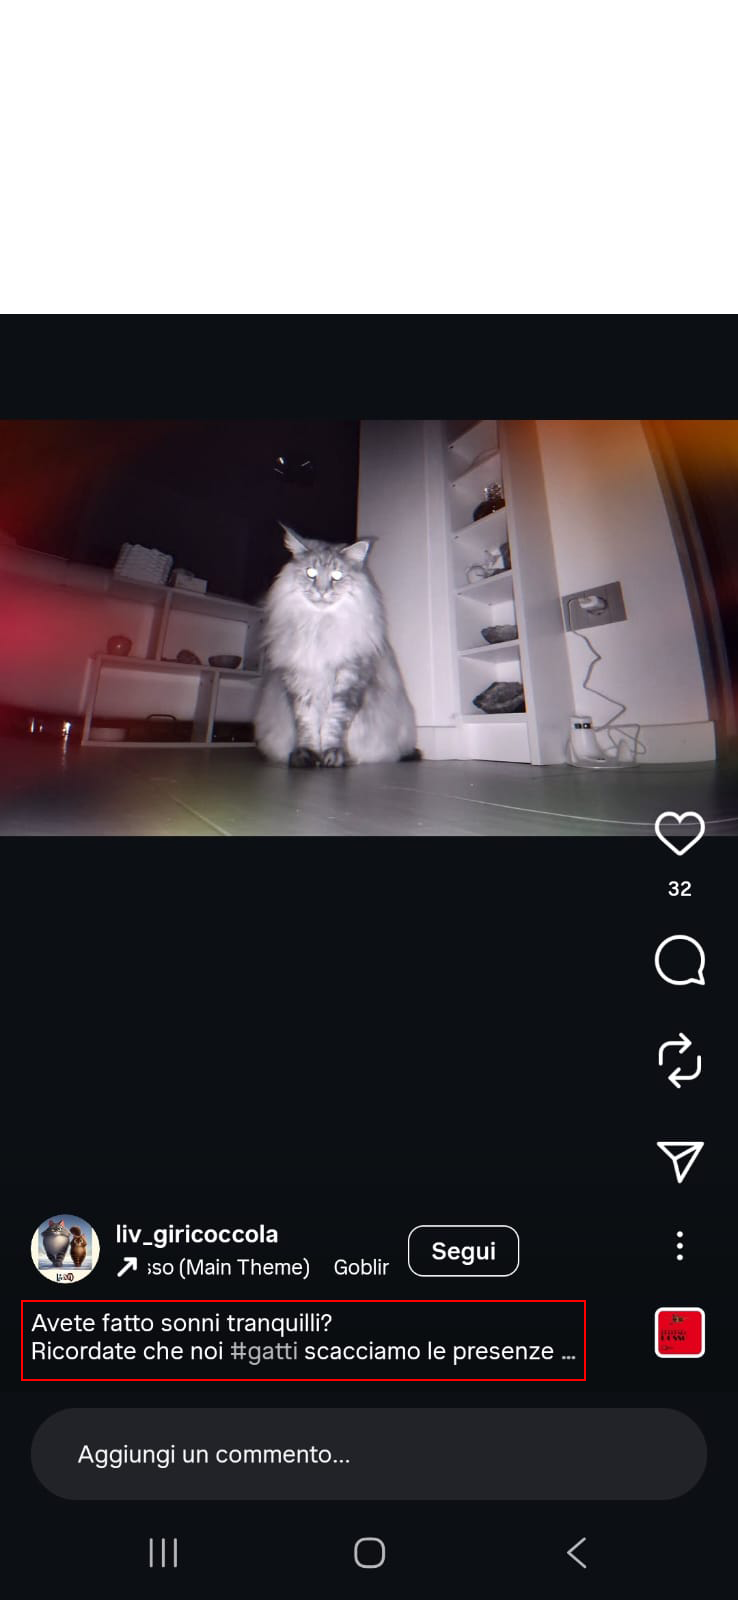 32
liv_giricoccola
sso (Main Theme) Goblir
Segui
Avete fatto sonni tranquilli?
Ricordate che noi #gatti scacciamo le presenze ...
Aggiungi un commento...